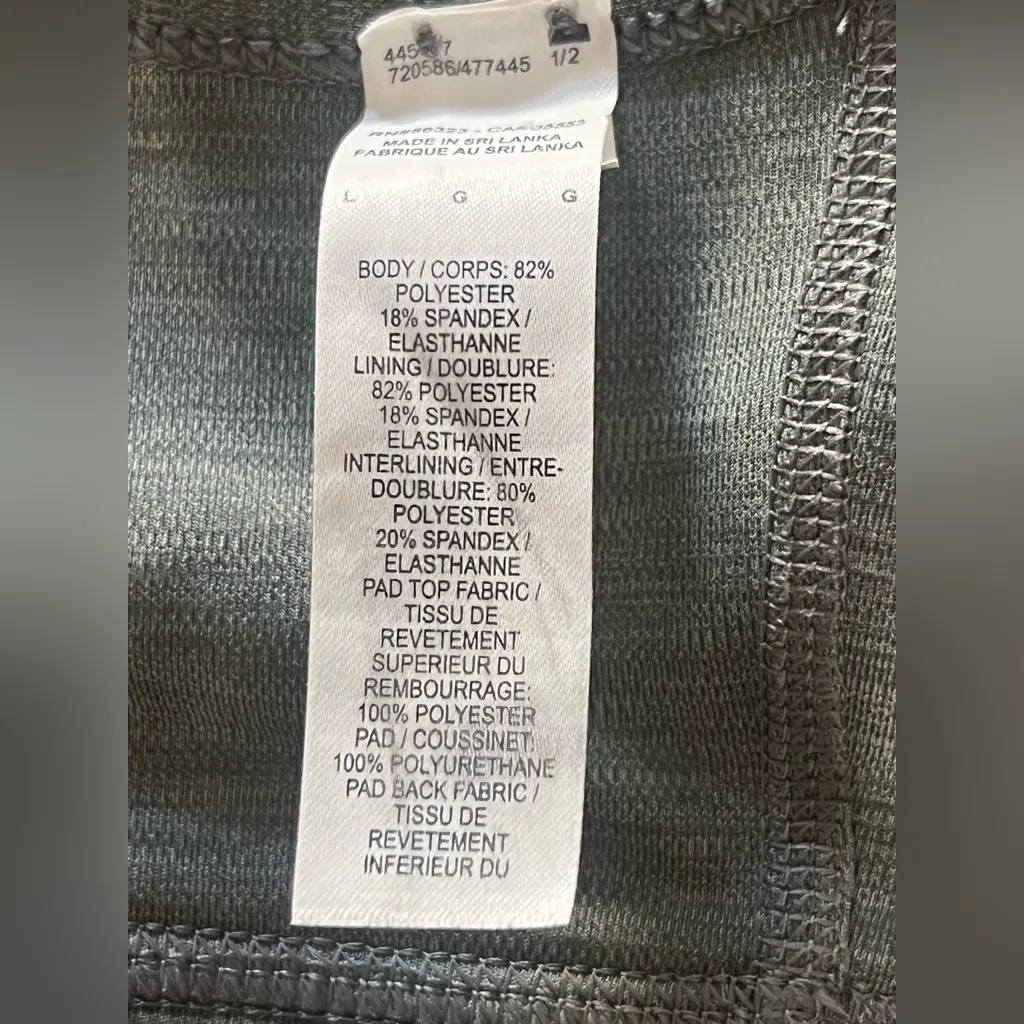 720586/477445 1/2
MADE IN SRI LANKA
FABRIQUE AU SRI LANKA
L G G
BODY / CORPS: 82%
POLYESTER
18% SPANDEX /
ELASTHANNE
LINING / DOUBLURE:
82% POLYESTER
18% SPANDEX /
ELASTHANNE
INTERLINING / ENTRE-
DOUBLURE: 80%
POLYESTER
20% SPANDEX /
ELASTHANNE
PAD TOP FABRIC /
TISSU DE
REVETEMENT
SUPERIEUR DU
REMBOURRAGE:
100% POLYESTER
PAD / COUSSINET:
100% POLYURETHANE
PAD BACK FABRIC /
TISSU DE
REVETEMENT
INFERIEUR DU